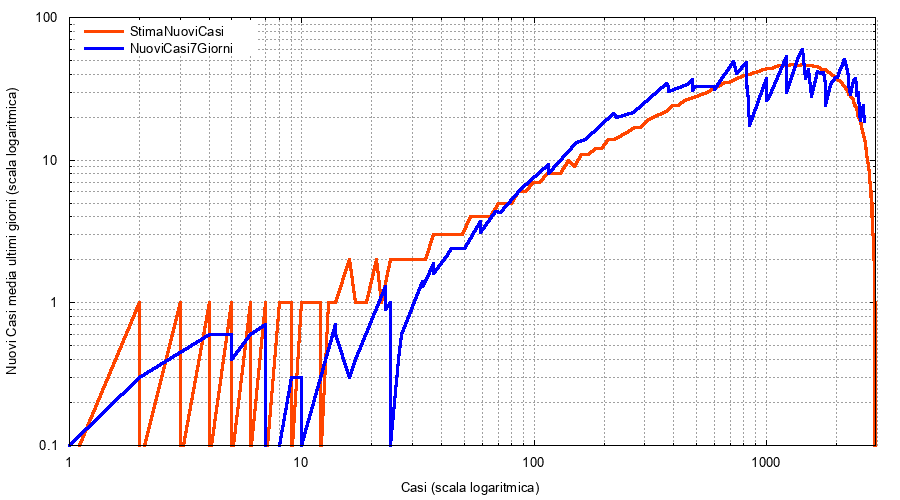 100
StimaNuoviCasi
NuoviCasi7Giorni
10
1
0.1
Nuovi Casi media ultimi giorni (scala logaritmica)
1
10
100
1000
Casi (scala logaritmica)